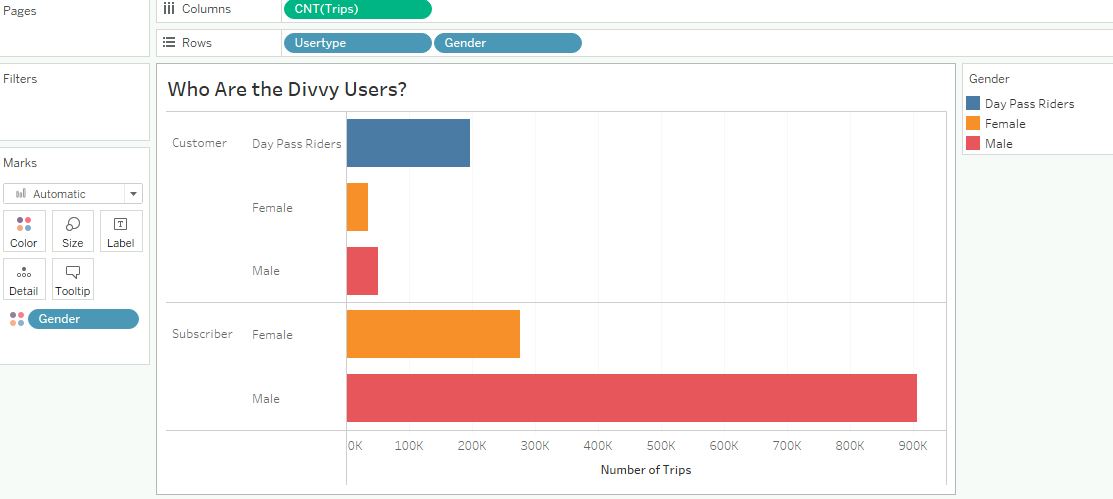 Pages
Columns
CNT(Trips)
Rows
Usertype
Gender
Filters
Marks
Automatic
Color
Size
Label
Detail
Tooltip
Gender
Who Are the Divvy Users?
Customer
Day Pass Riders
Female
Male
Subscriber
Female
Male
0K 100K 200K 300K 400K 500K 600K 700K 800K 900K
Number of Trips
Gender
Day Pass Riders
Female
Male